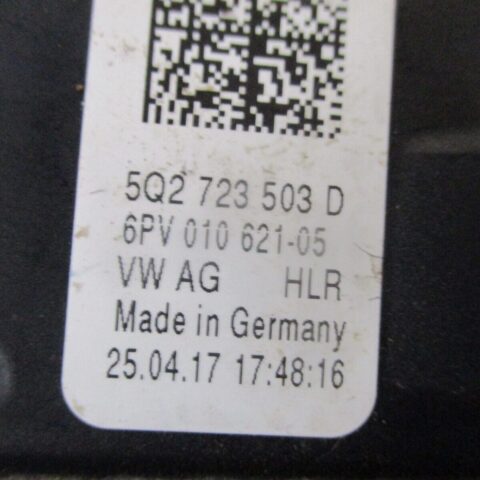 5Q2 723 503 D
6PV 010 621-05
VW AG HLR
Made in Germany
25.04.17 17:48:16